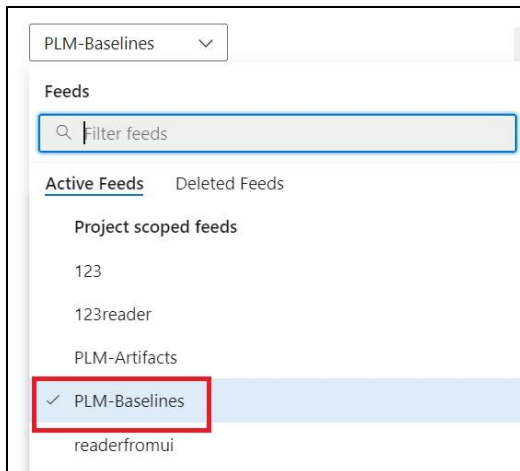 PLM-Baselines
Feeds
Filter feeds
Active Feeds Deleted Feeds
Project scoped feeds
123
123reader
PLM-Artifacts
PLM-Baselines
readerfromui